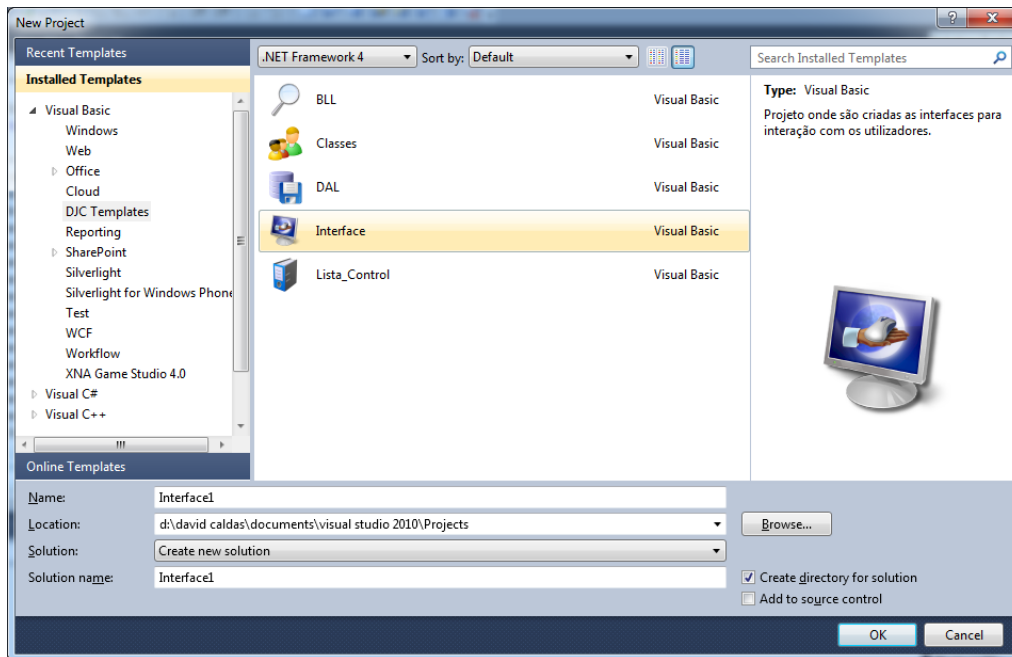 New Project
Recent Templates
Installed Templates
Visual Basic
Windows
Web
Office
Cloud
DJC Templates
Reporting
SharePoint
Silverlight
Silverlight for Windows Phone
Test
WCF
Workflow
XNA Game Studio 4.0
Visual C#
Visual C++
Online Templates
.NET Framework 4
Sort by: Default
BLL Visual Basic
Classes Visual Basic
DAL Visual Basic
Interface Visual Basic
Lista_Control Visual Basic
Search Installed Templates
Type: Visual Basic
Projeto onde são criadas as interfaces para
interação com os utilizadores.
Name: Interface1
Location: d:\david caldas\documents\visual studio 2010\Projects
Browse...
Solution: Create new solution
Solution name: Interface1
Create directory for solution
Add to source control
OK Cancel